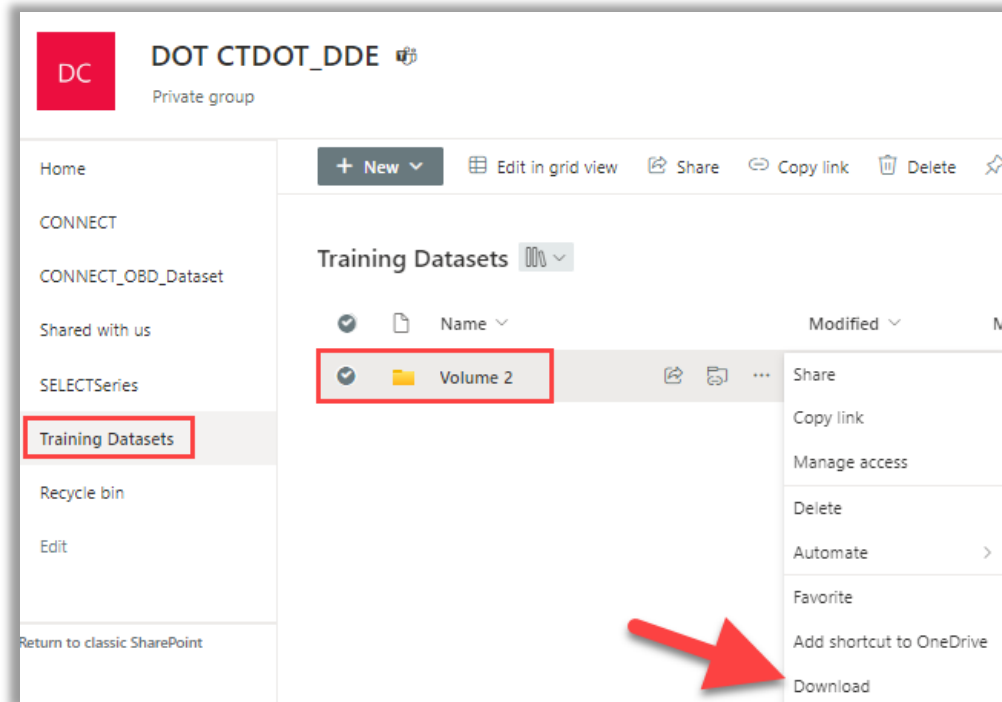 DC
DOT CTDOT_DDE
Private group
Home
CONNECT
CONNECT_OBD_Dataset
Shared with us
SELECTSeries
Training Datasets
Recycle bin
Edit
Return to classic SharePoint
+ New
Edit in grid view
Share
Copy link
Delete
Training Datasets
Name
Modified
M
Volume 2
Share
Copy link
Manage access
Delete
Automate
Favorite
Add shortcut to OneDrive
Download